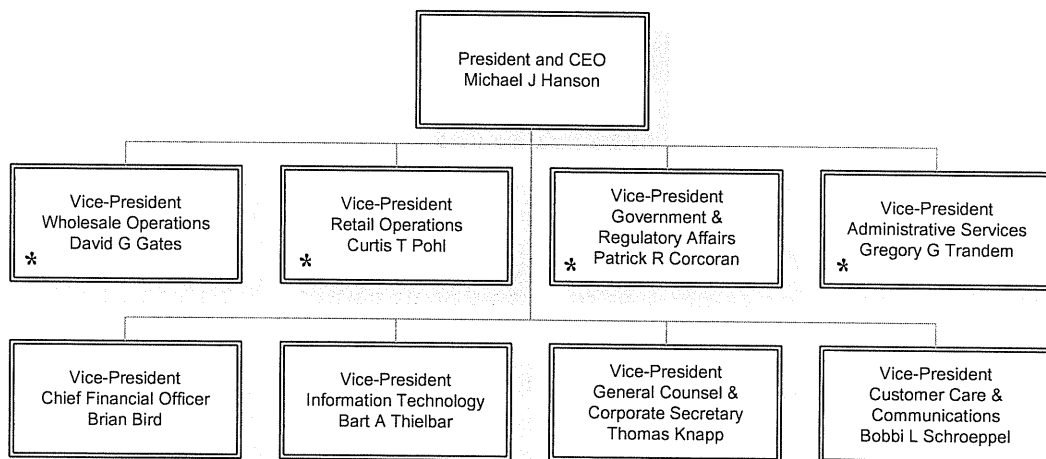 President and CEO
Michael J Hanson
Vice-President
Wholesale Operations
David G Gates
*
Vice-President
Retail Operations
Curtis T Pohl
*
Vice-President
Government &
Regulatory Affairs
Patrick R Corcoran
*
Vice-President
Administrative Services
Gregory G Trandem
*
Vice-President
Chief Financial Officer
Brian Bird
Vice-President
Information Technology
Bart A Thielbar
Vice-President
General Counsel &
Corporate Secretary
Thomas Knapp
Vice-President
Customer Care &
Communications
Bobbi L Schroeppel